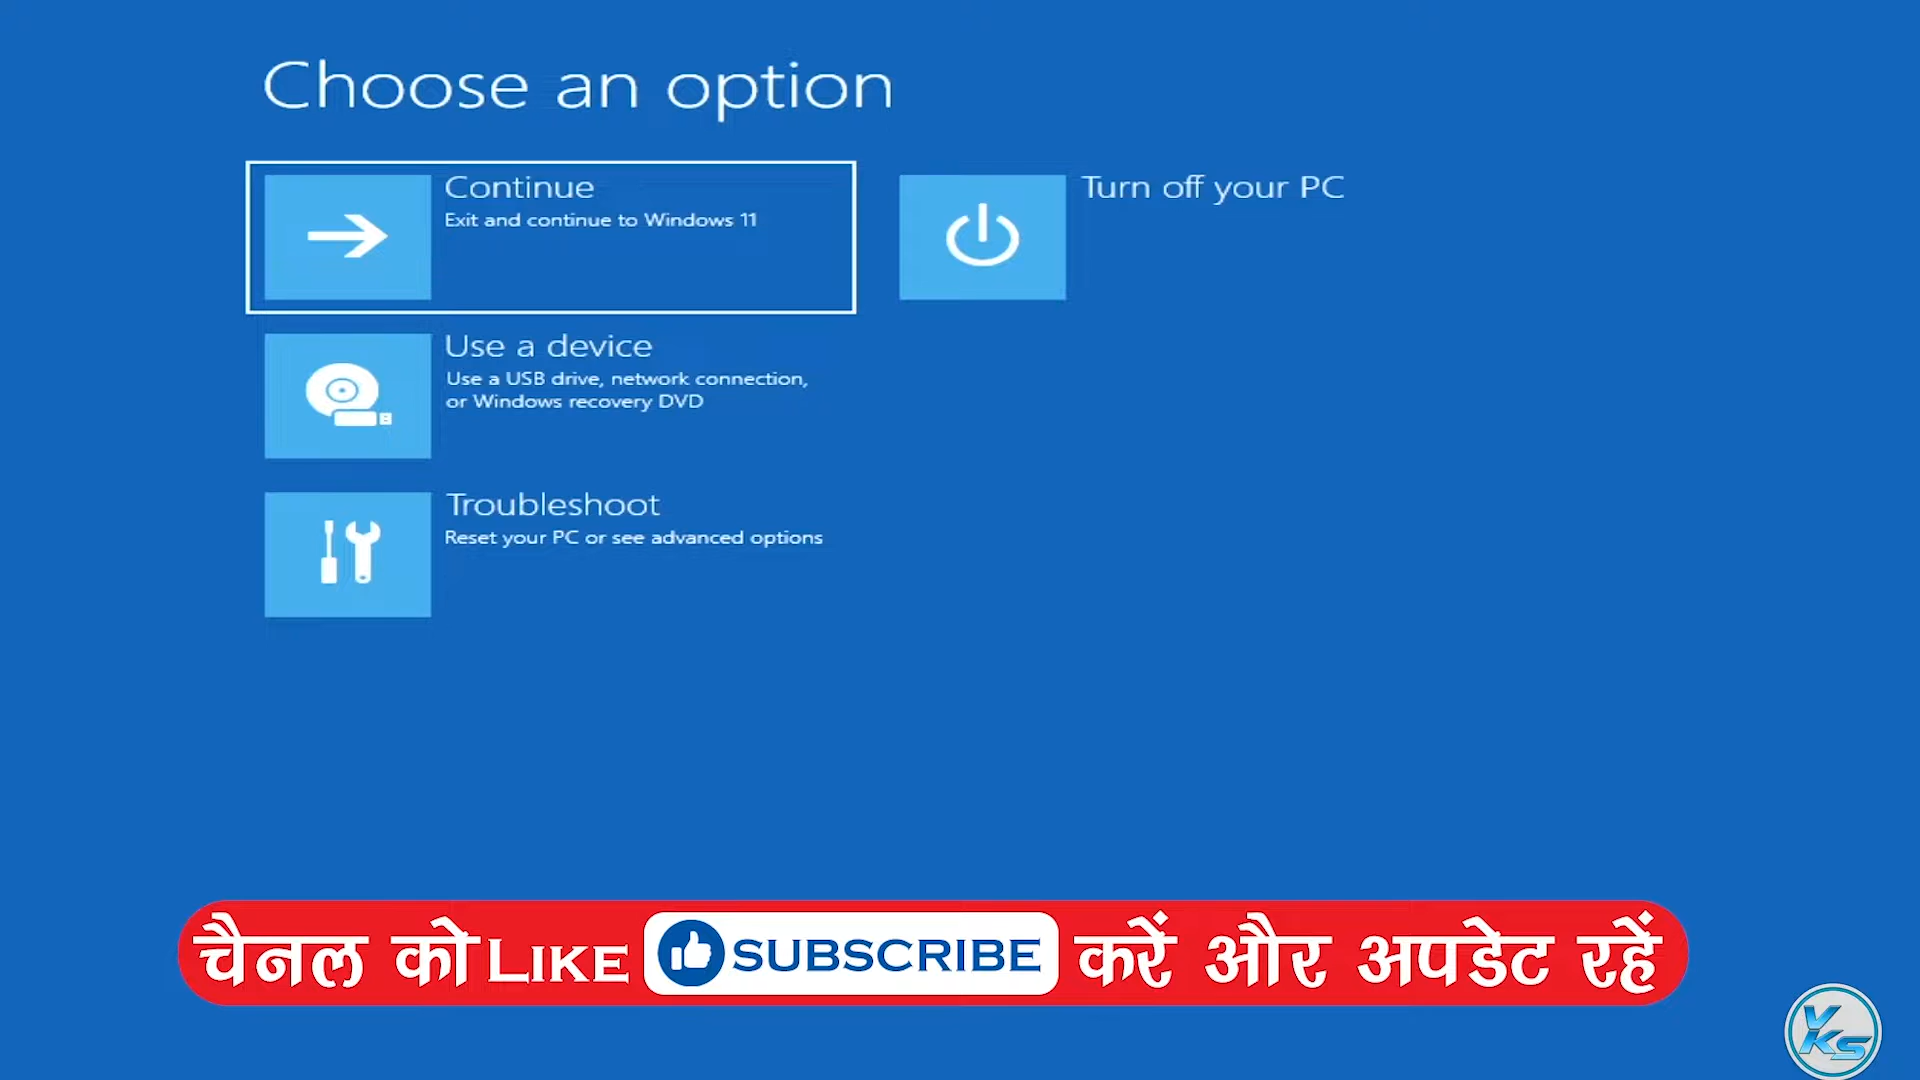 Choose an option
Continue
Exit and continue to Windows 11
Turn off your PC
Use a device
Use a USB drive, network connection,
or Windows recovery DVD
Troubleshoot
Reset your PC or see advanced options
चैनल को LIKE SUBSCRIBE करें और अपडेट रहें
VKS